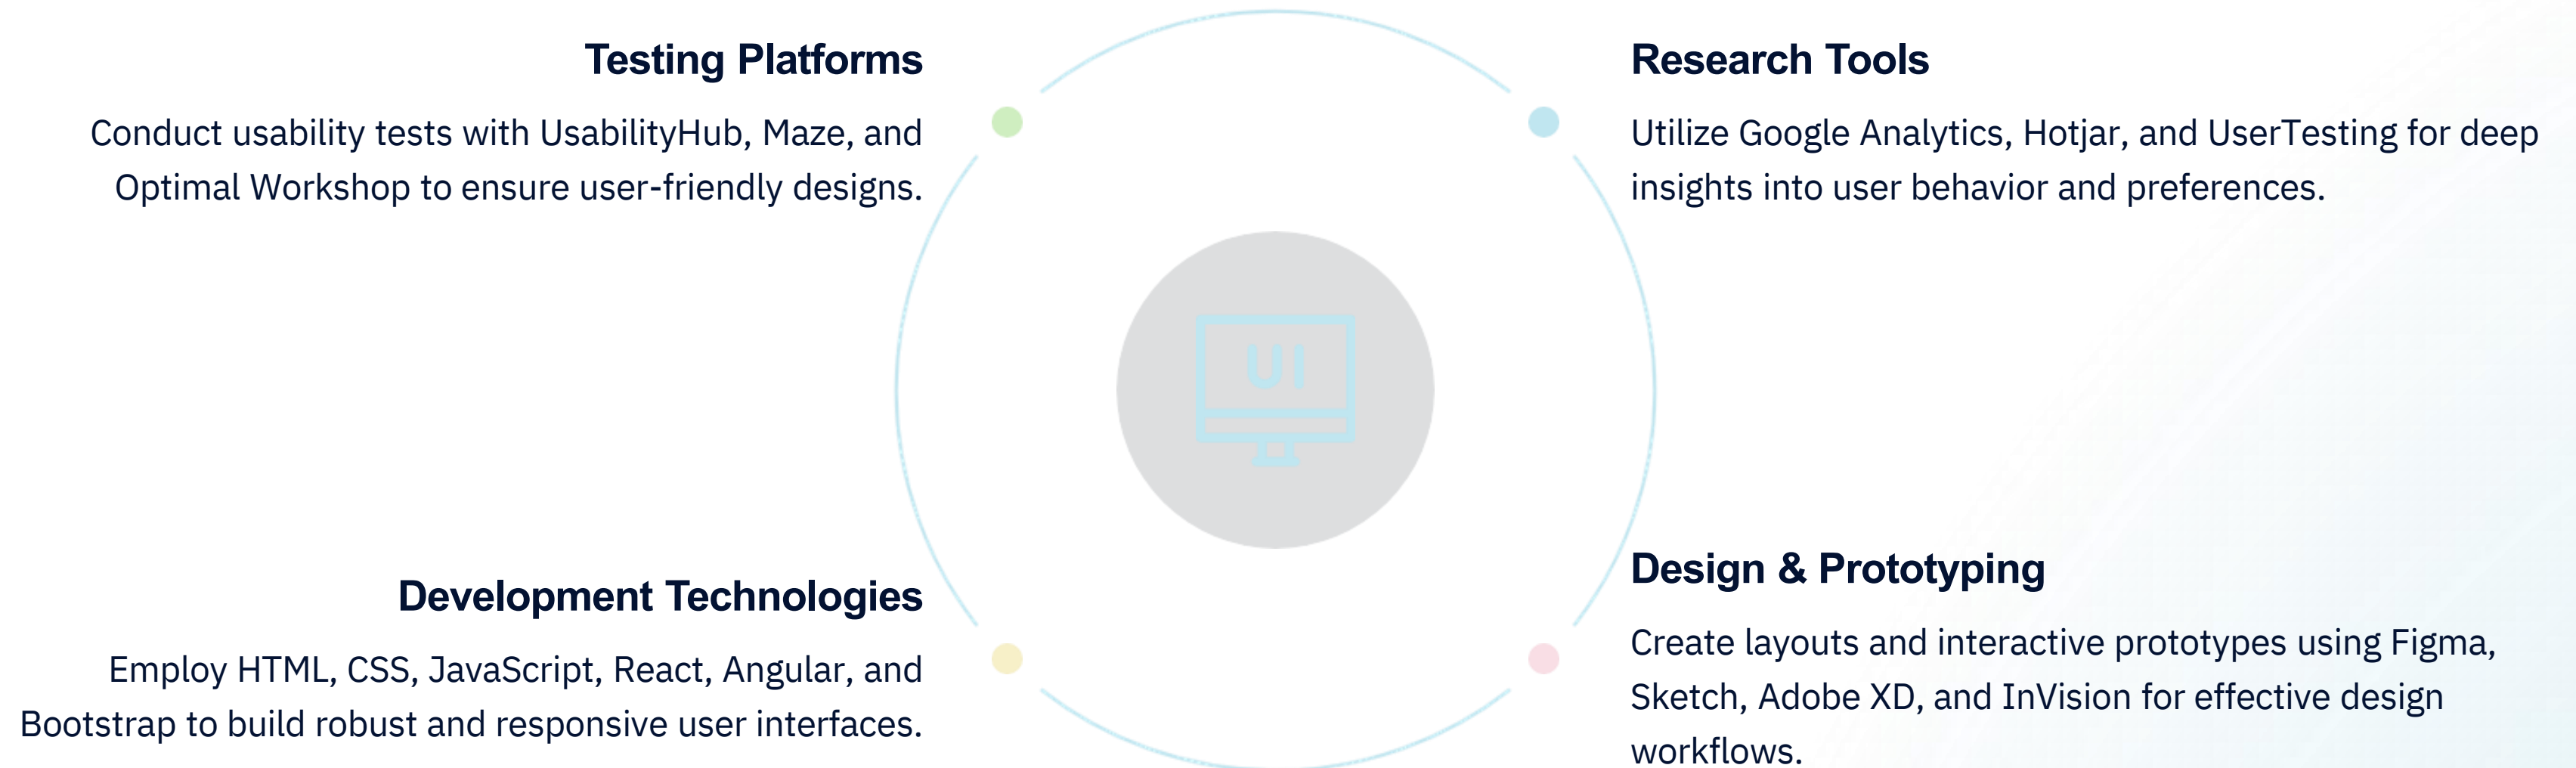 Testing Platforms
Conduct usability tests with UsabilityHub, Maze, and
Optimal Workshop to ensure user-friendly designs.
Research Tools
Utilize Google Analytics, Hotjar, and UserTesting for deep
insights into user behavior and preferences.
UI
Development Technologies
Employ HTML, CSS, JavaScript, React, Angular, and
Bootstrap to build robust and responsive user interfaces.
Design & Prototyping
Create layouts and interactive prototypes using Figma,
Sketch, Adobe XD, and InVision for effective design
workflows.